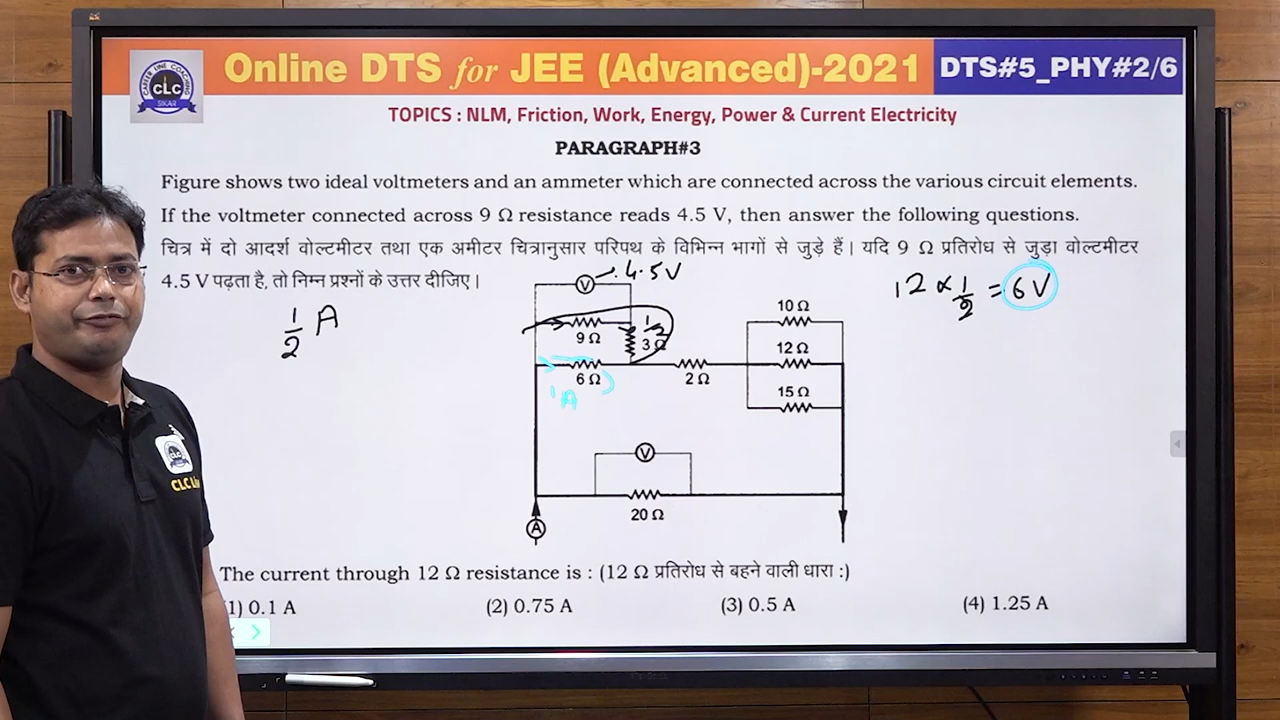 Online DTS for JEE (Advanced)-2021
DTS#5_PHY#2/6
CAREER LINE COACHING
CLC
SIKAR
TOPICS : NLM, Friction, Work, Energy, Power & Current Electricity
PARAGRAPH#3
Figure shows two ideal voltmeters and an ammeter which are connected across the various circuit elements.
If the voltmeter connected across 9 Ω resistance reads 4.5 V, then answer the following questions.
चित्र में दो आदर्श वोल्टमीटर तथा एक अमीटर चित्रानुसार परिपथ के विभिन्न भागों से जुड़े हैं। यदि 9 Ω प्रतिरोध से जुड़ा वोल्टमीटर
4.5 V पढ़ता है, तो निम्न प्रश्नों के उत्तर दीजिए।
V
4.5V
12 × 1/2 = 6V
1/2 A
9 Ω
1/2
3 Ω
10 Ω
12 Ω
6 Ω
2 Ω
1A
15 Ω
V
20 Ω
A
The current through 12 Ω resistance is : (12 Ω प्रतिरोध से बहने वाली धारा :)
1) 0.1 A
(2) 0.75 A
(3) 0.5 A
(4) 1.25 A
CLC